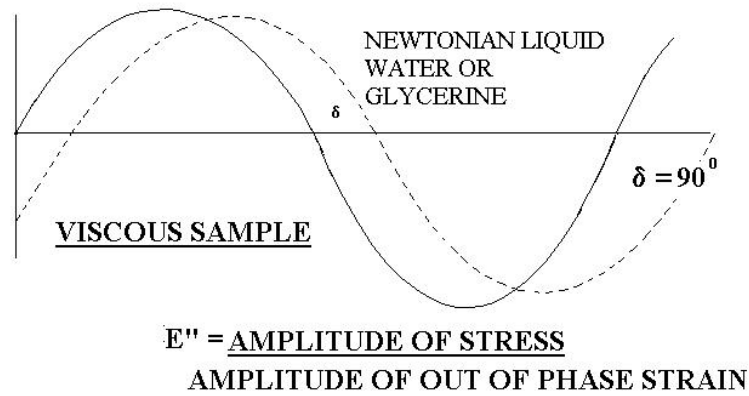 NEWTONIAN LIQUID
WATER OR
GLYCERINE
δ
δ = 90⁰
VISCOUS SAMPLE
E" = AMPLITUDE OF STRESS
AMPLITUDE OF OUT OF PHASE STRAIN